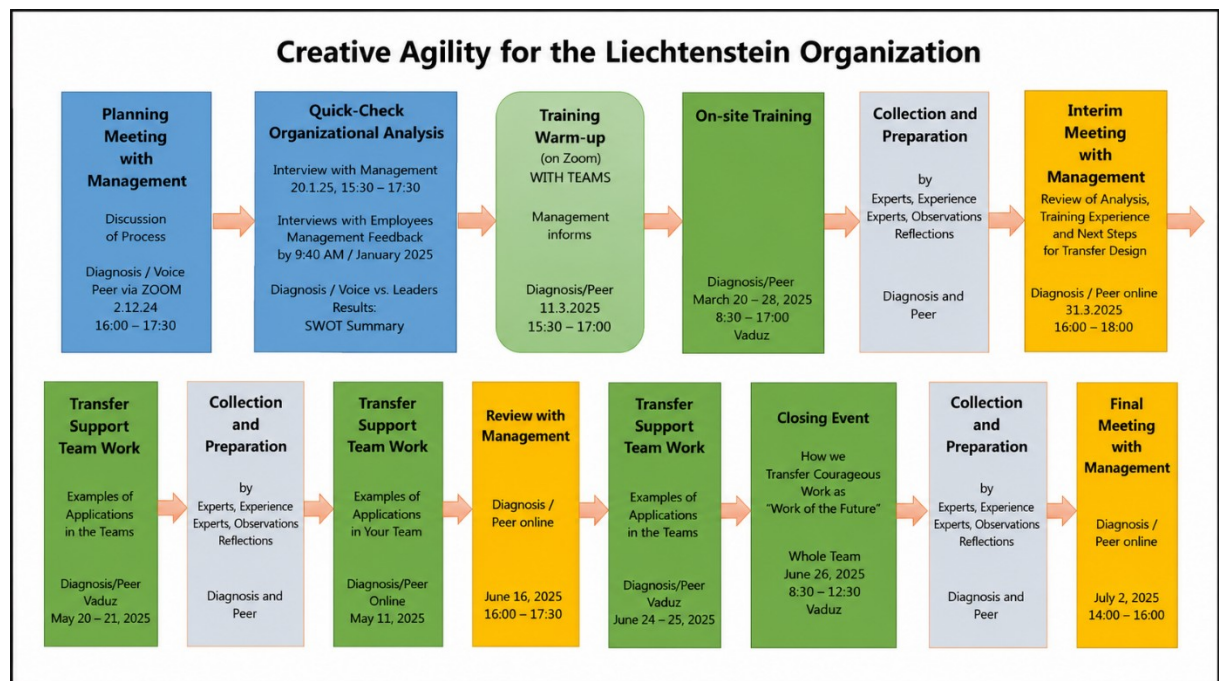 Creative Agility for the Liechtenstein Organization
Planning
Meeting
with
Management
Discussion
of Process
Diagnosis / Voice
Peer via ZOOM
2.12.24
16:00 – 17:30
Quick-Check
Organizational Analysis
Interview with Management
20.1.25, 15:30 – 17:30
Interviews with Employees
Management Feedback
by 9:40 AM / January 2025
Diagnosis / Voice vs. Leaders
Results:
SWOT Summary
Training
Warm-up
(on Zoom)
WITH TEAMS
Management
informs
Diagnosis/Peer
11.3.2025
15:30 – 17:00
On-site Training
Diagnosis/Peer
March 20 – 28, 2025
8:30 – 17:00
Vaduz
Collection and
Preparation
by
Experts, Experience
Experts, Observations
Reflections
Diagnosis and
Peer
Interim
Meeting
with
Management
Review of Analysis,
Training Experience
and Next Steps
for Transfer Design
Diagnosis / Peer online
31.3.2025
16:00 – 18:00
Transfer
Support
Team Work
Examples of
Applications
in the Teams
Diagnosis/Peer
Vaduz
May 20 – 21, 2025
Collection
and
Preparation
by
Experts, Experience
Experts, Observations
Reflections
Diagnosis and
Peer
Transfer
Support
Team Work
Examples of
Applications
in Your Team
Diagnosis/Peer
Online
May 11, 2025
Review with
Management
Diagnosis /
Peer online
June 16, 2025
16:00 – 17:30
Transfer
Support
Team Work
Examples of
Applications
in the Teams
Diagnosis/Peer
Vaduz
June 24 – 25, 2025
Closing Event
How we
Transfer Courageous
Work as
"Work of the Future"
Whole Team
June 26, 2025
8:30 – 12:30
Vaduz
Collection
and
Preparation
by
Experts, Experience
Experts, Observations
Reflections
Diagnosis and
Peer
Final
Meeting
with
Management
Diagnosis /
Peer online
July 2, 2025
14:00 – 16:00